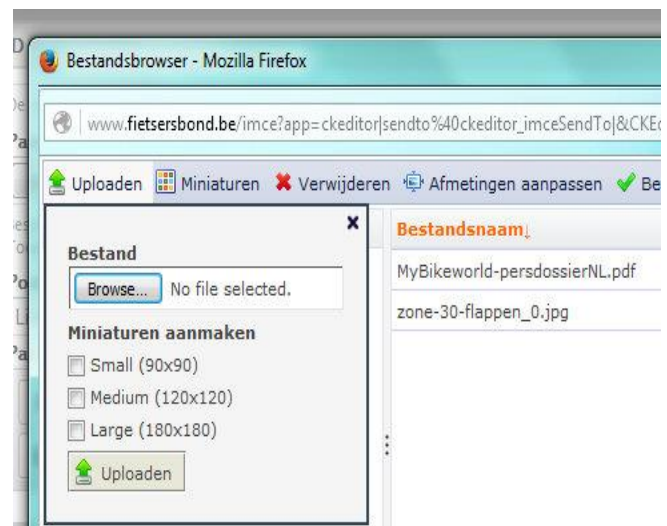 Bestandsbrowser - Mozilla Firefox
www.fietsersbond.be/imce?app=ckeditor|sendto%40ckeditor_imceSendTo|&CKEd
Uploaden Miniaturen Verwijderen Afmetingen aanpassen Be
Bestandsnaam↓
Bestand
MyBikeworld-persdossierNL.pdf
Browse... No file selected.
zone-30-flappen_0.jpg
Miniaturen aanmaken
Small (90x90)
Medium (120x120)
Large (180x180)
Uploaden